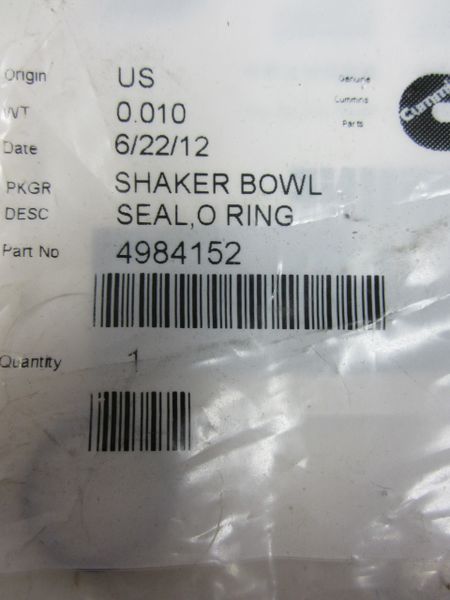 Origin US
WT 0.010
Date 6/22/12
PKGR SHAKER BOWL
DESC SEAL,O RING
Part No 4984152
Quantity 1
Genuine
Cummins
Parts